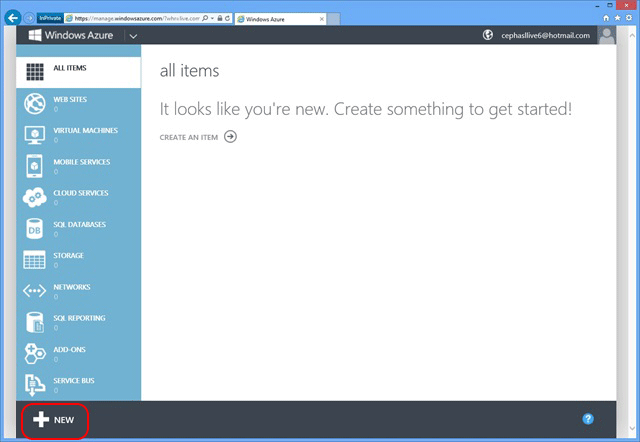 InPrivate https://manage.windowsazure.com/?whr=live.com Windows Azure
Windows Azure cephasllive6@hotmail.com
ALL ITEMS
all items
It looks like you're new. Create something to get started!
CREATE AN ITEM
WEB SITES
0
VIRTUAL MACHINES
0
MOBILE SERVICES
0
CLOUD SERVICES
0
DB
SQL DATABASES
0
STORAGE
0
NETWORKS
0
SQL REPORTING
0
ADD-ONS
0
SERVICE BUS
0
NEW ?